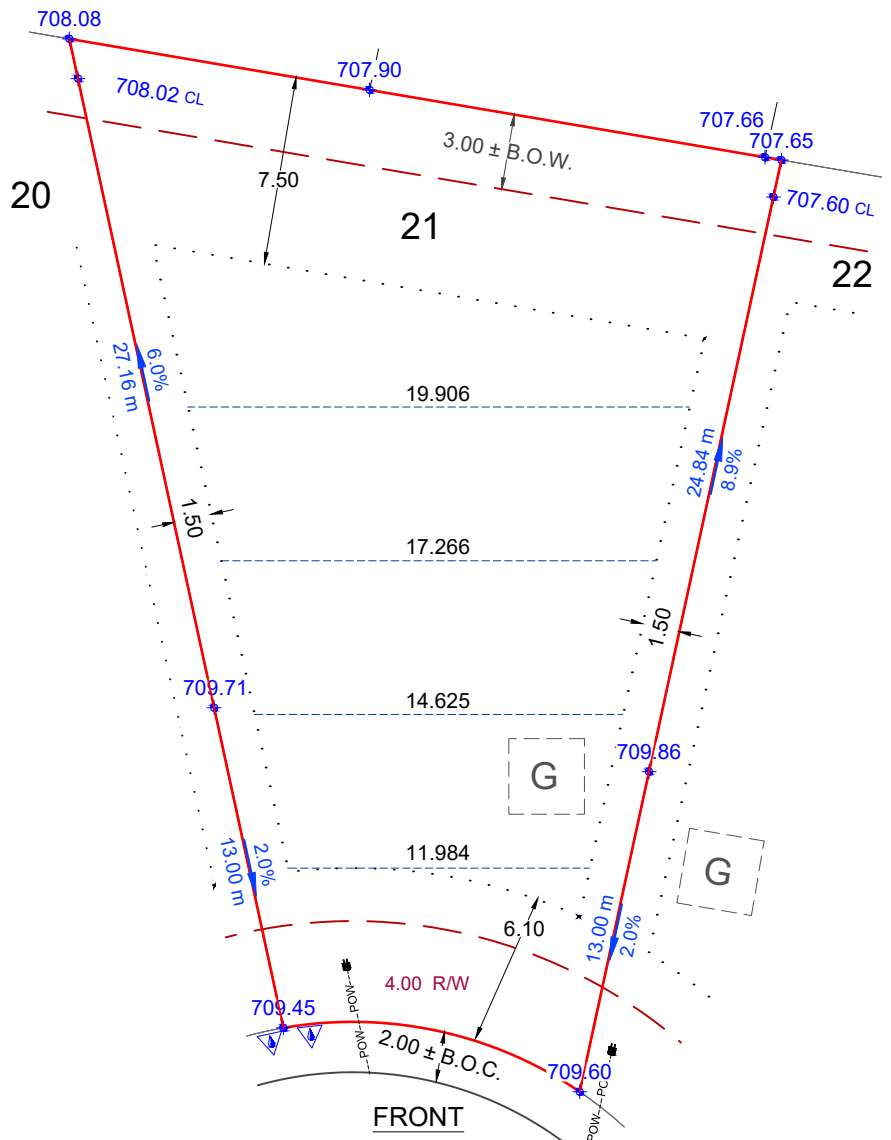 708.08
707.90
707.66
707.65
708.02 CL
3.00 ± B.O.W.
7.50
20
21
707.60 CL
22
27.16 m
6.0%
19.906
24.84 m
8.9%
1.50
17.266
1.50
709.71
14.625
709.86
G
G
13.00 m
2.0%
11.984
13.00 m
2.0%
6.10
4.00 R/W
709.45
POW
POW
2.00 ± B.O.C.
709.60
POW
PO
FRONT